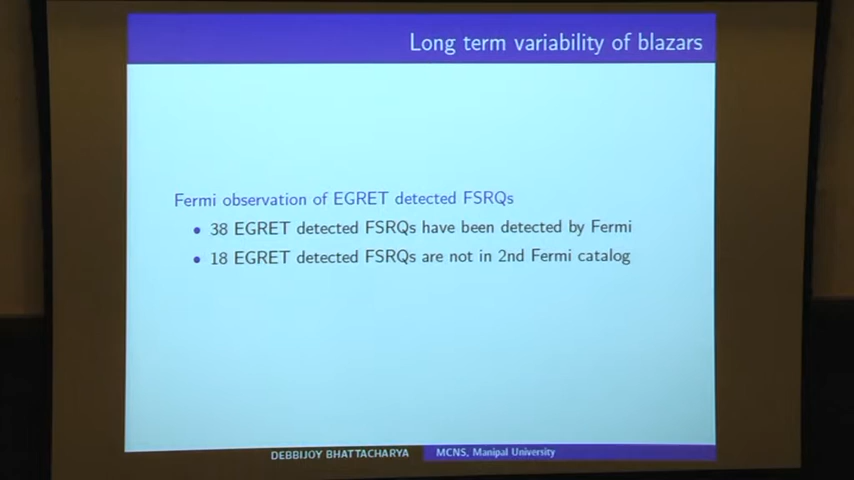 Long term variability of blazars
Fermi observation of EGRET detected FSRQs
• 38 EGRET detected FSRQs have been detected by Fermi
• 18 EGRET detected FSRQs are not in 2nd Fermi catalog
DEBBIJOY BHATTACHARYA MCNS, Manipal University